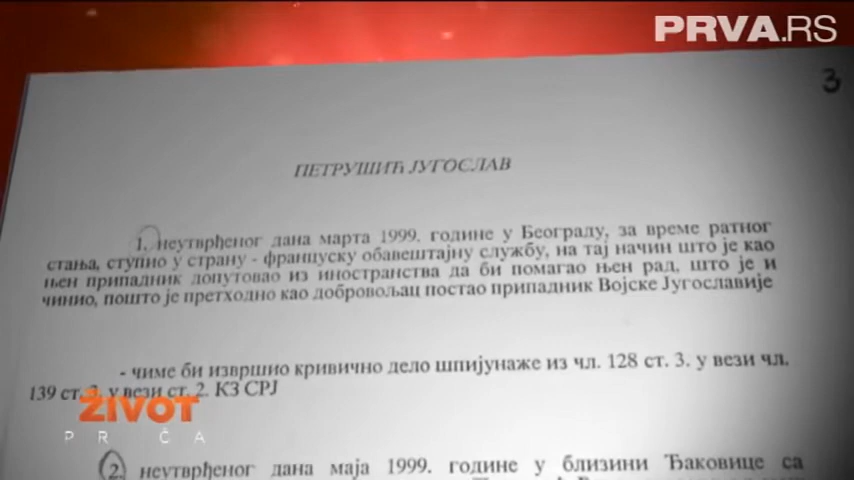 PRVA.RS
3
ПЕТРУШИЋ ЈУГОСЛАВ
1. неутврђеног дана марта 1999. године у Београду, за време ратног
стања, ступио у страну - француску обавештајну службу, на тај начин што је као
њен припадник допутовао из иностранства да би помагао њен рад, што је и
чинио, пошто је претходно као добровољац постао припадник Војске Југославије
- чиме би извршио кривично дело шпијунаже из чл. 128 ст. 3. у вези чл.
139 ст. у вези ст. 2. КЗ СРЈ
ŽIVOT
PR ČA
2. неутврђеног дана маја 1999. године у близини Ђаковице са